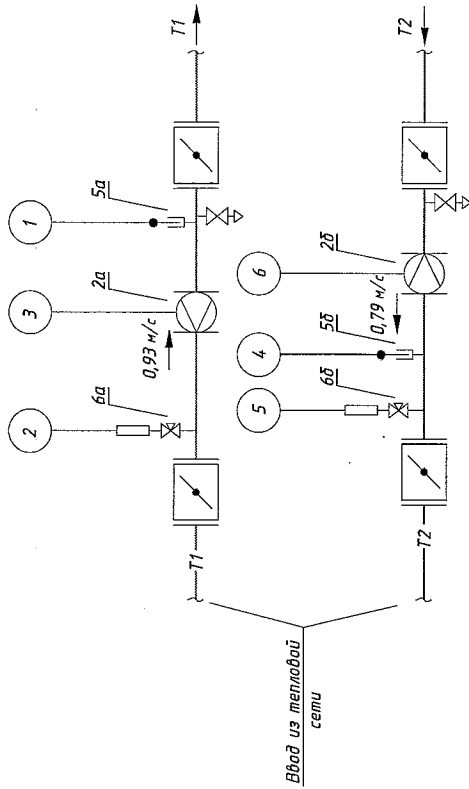 T1
1
5а
3
2а
0,93 м/с
2
6а
T1
T2
6
2б
0,79 м/с
4
5б
5
6б
T2
Ввод из тепловой
сети